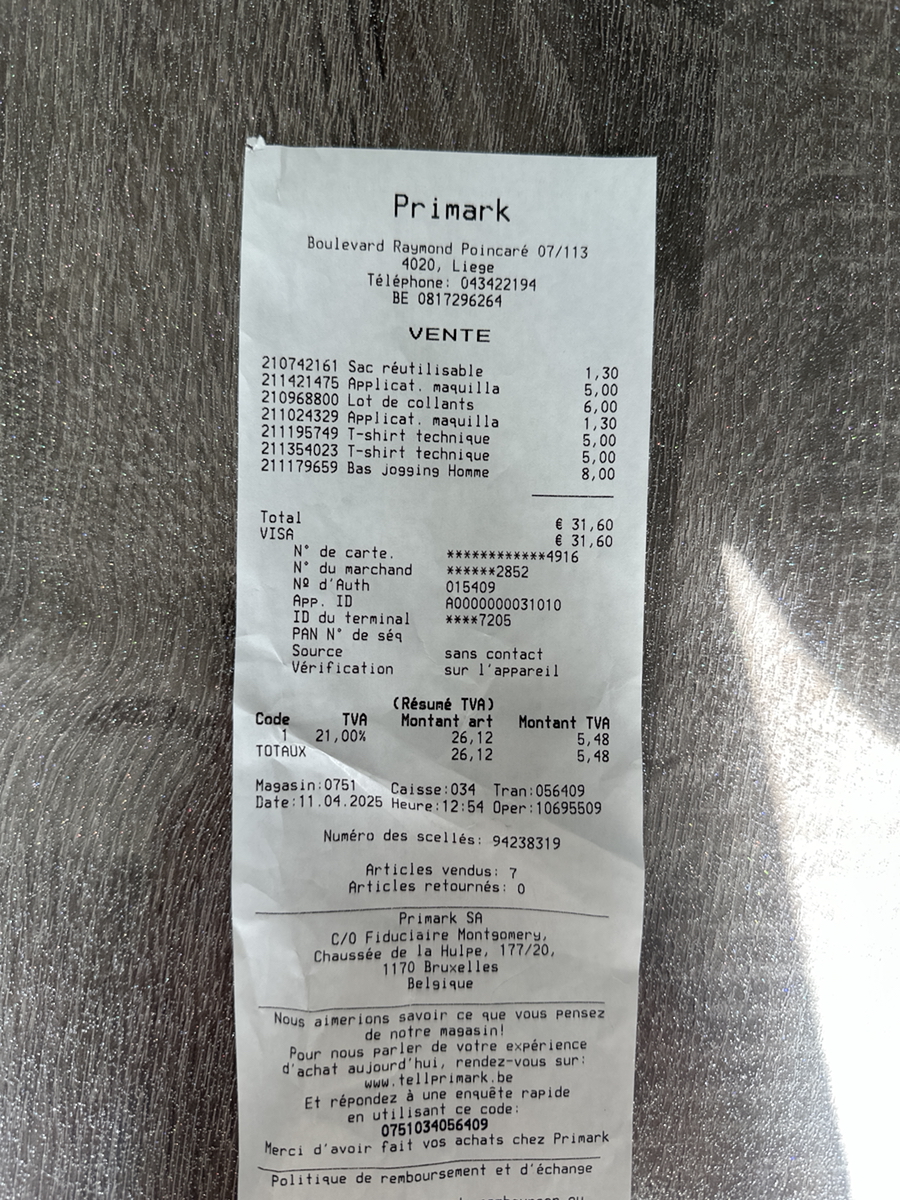 Primark
Boulevard Raymond Poincaré 07/113
4020, Liege
Téléphone: 043422194
BE 0817296264
VENTE
210742161 Sac réutilisable 1,30
211421475 Applicat. maquilla 5,00
210968800 Lot de collants 6,00
211024329 Applicat. maquilla 1,30
211195749 T-shirt technique 5,00
211354023 T-shirt technique 5,00
211179659 Bas jogging Homme 8,00
Total € 31,60
VISA € 31,60
N° de carte. ************4916
N° du marchand ******2852
Nº d'Auth 015409
App. ID A0000000031010
ID du terminal ****7205
PAN N° de séq
Source sans contact
Vérification sur l'appareil
(Résumé TVA)
Code TVA Montant art Montant TVA
1 21,00% 26,12 5,48
TOTAUX 26,12 5,48
Magasin:0751 Caisse:034 Tran:056409
Date:11.04.2025 Heure:12:54 Oper:10695509
Numéro des scellés: 94238319
Articles vendus: 7
Articles retournés: 0
Primark SA
C/O Fiduciaire Montgomery,
Chaussée de la Hulpe, 177/20,
1170 Bruxelles
Belgique
Nous aimerions savoir ce que vous pensez
de notre magasin!
Pour nous parler de votre expérience
d'achat aujourd'hui, rendez-vous sur:
www.tellprimark.be
Et répondez à une enquête rapide
en utilisant ce code:
0751034056409
Merci d'avoir fait vos achats chez Primark
Politique de remboursement et d'échange